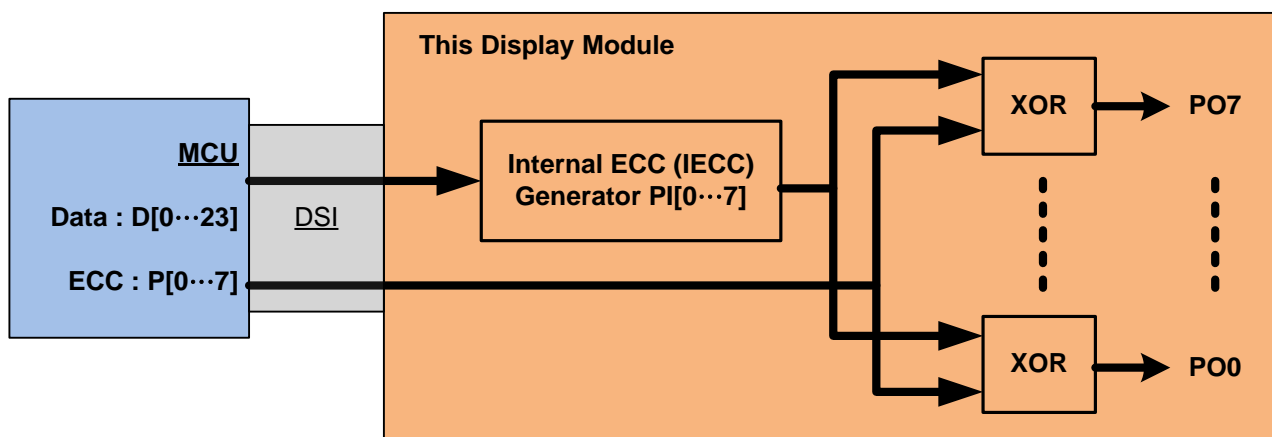 This Display Module
MCU
Data : D[0···23]
ECC : P[0···7]
DSI
Internal ECC (IECC)
Generator PI[0···7]
XOR
PO7
XOR
PO0